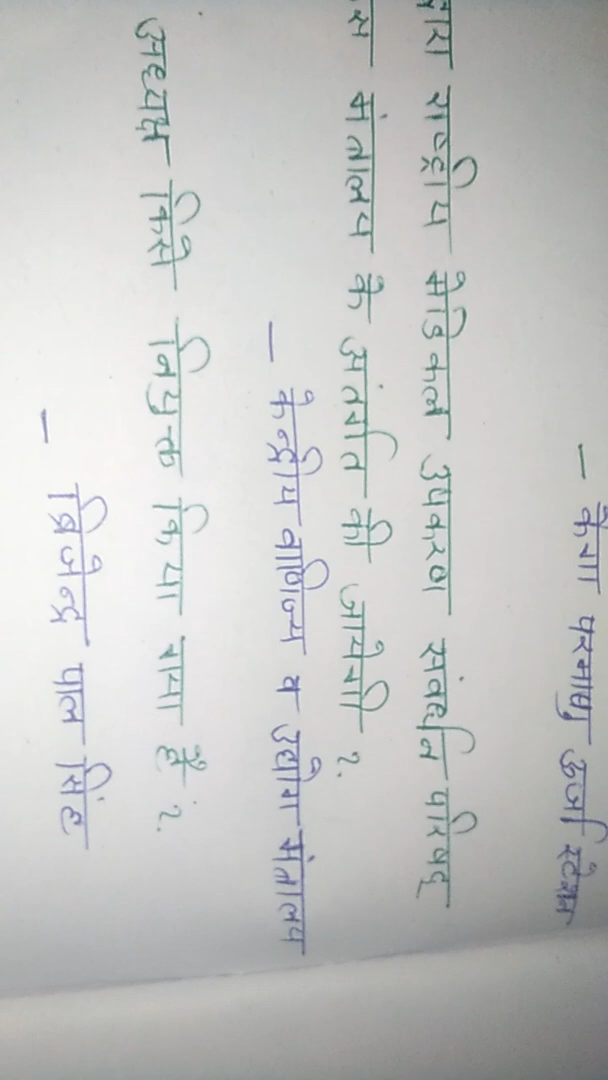 – कैगा परमाणु ऊर्जा स्टेशन
द्वारा राष्ट्रीय मेडिकल उपकरण संवर्धन परिषद्
मंत्रालय के अंतर्गत की जायेगी ?
– केन्द्रीय वाणिज्य व उद्योग मंत्रालय
अध्यक्ष किसे नियुक्त किया गया है ?
– ब्रिजेन्द्र पाल सिंह